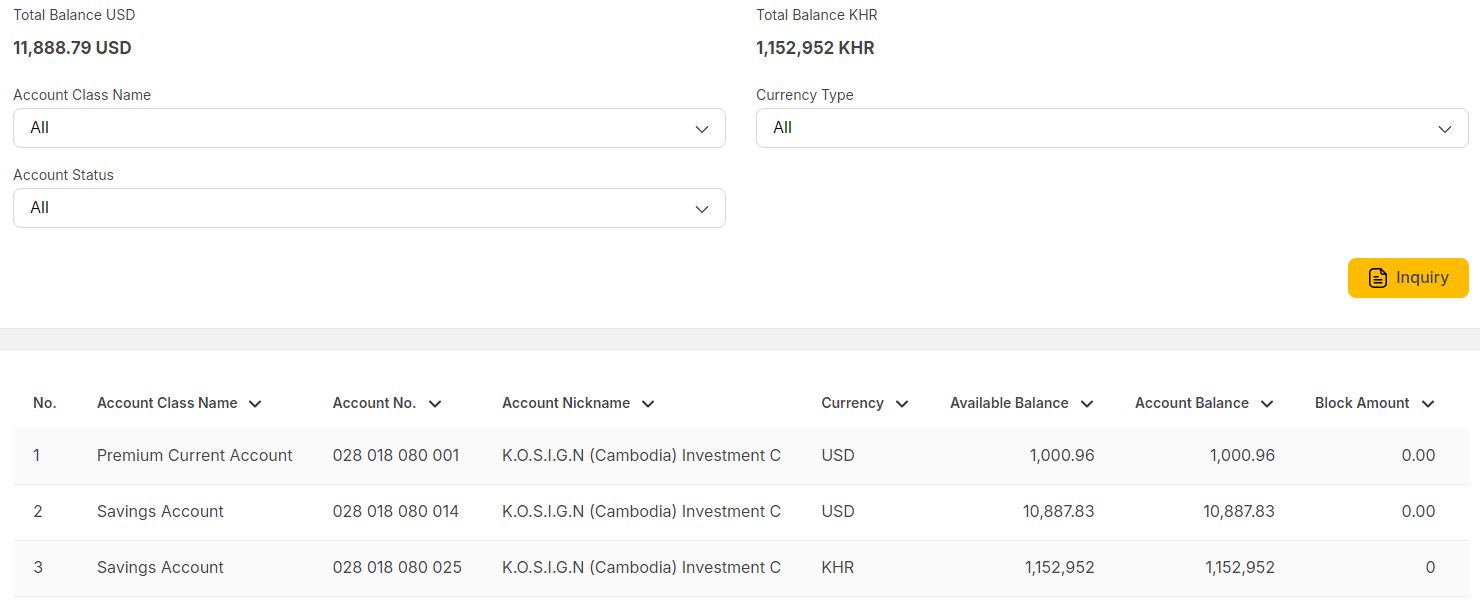 Total Balance USD
Total Balance KHR
11,888.79 USD
1,152,952 KHR
Account Class Name
Currency Type
All
All
Account Status
All
Inquiry
No. Account Class Name Account No. Account Nickname Currency Available Balance Account Balance Block Amount
1 Premium Current Account 028 018 080 001 K.O.S.I.G.N (Cambodia) Investment C USD 1,000.96 1,000.96 0.00
2 Savings Account 028 018 080 014 K.O.S.I.G.N (Cambodia) Investment C USD 10,887.83 10,887.83 0.00
3 Savings Account 028 018 080 025 K.O.S.I.G.N (Cambodia) Investment C KHR 1,152,952 1,152,952 0